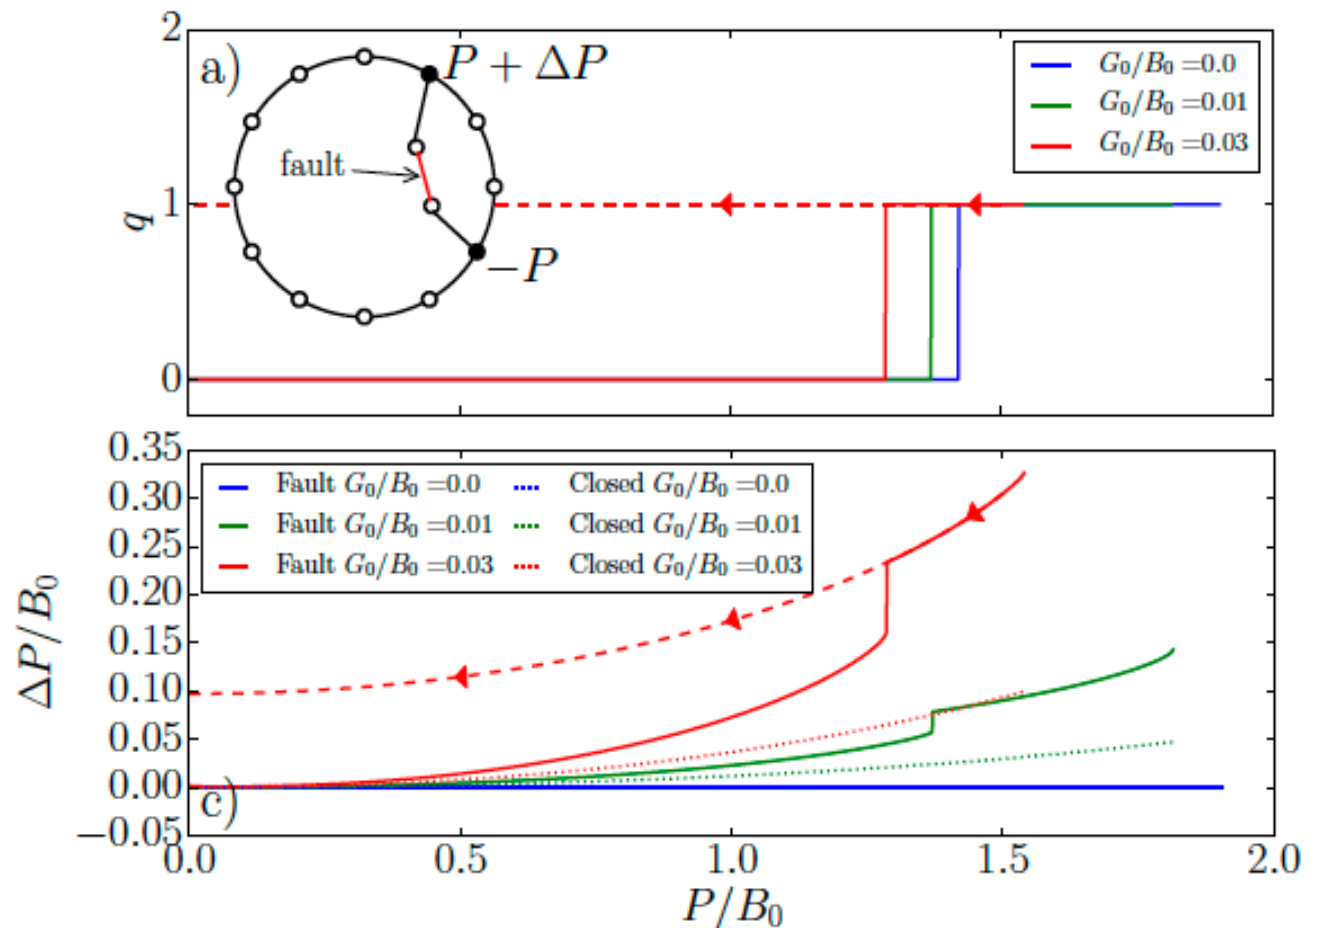 2
a)
P + ΔP
G₀/B₀ =0.0
G₀/B₀ =0.01
G₀/B₀ =0.03
fault
q
1
−P
0
0.35
0.30
0.25
0.20
0.15
0.10
0.05
0.00
−0.05
Fault G₀/B₀ =0.0
Closed G₀/B₀ =0.0
Fault G₀/B₀ =0.01
Closed G₀/B₀ =0.01
Fault G₀/B₀ =0.03
Closed G₀/B₀ =0.03
ΔP/B₀
c)
0.0 0.5 1.0 1.5 2.0
P/B₀